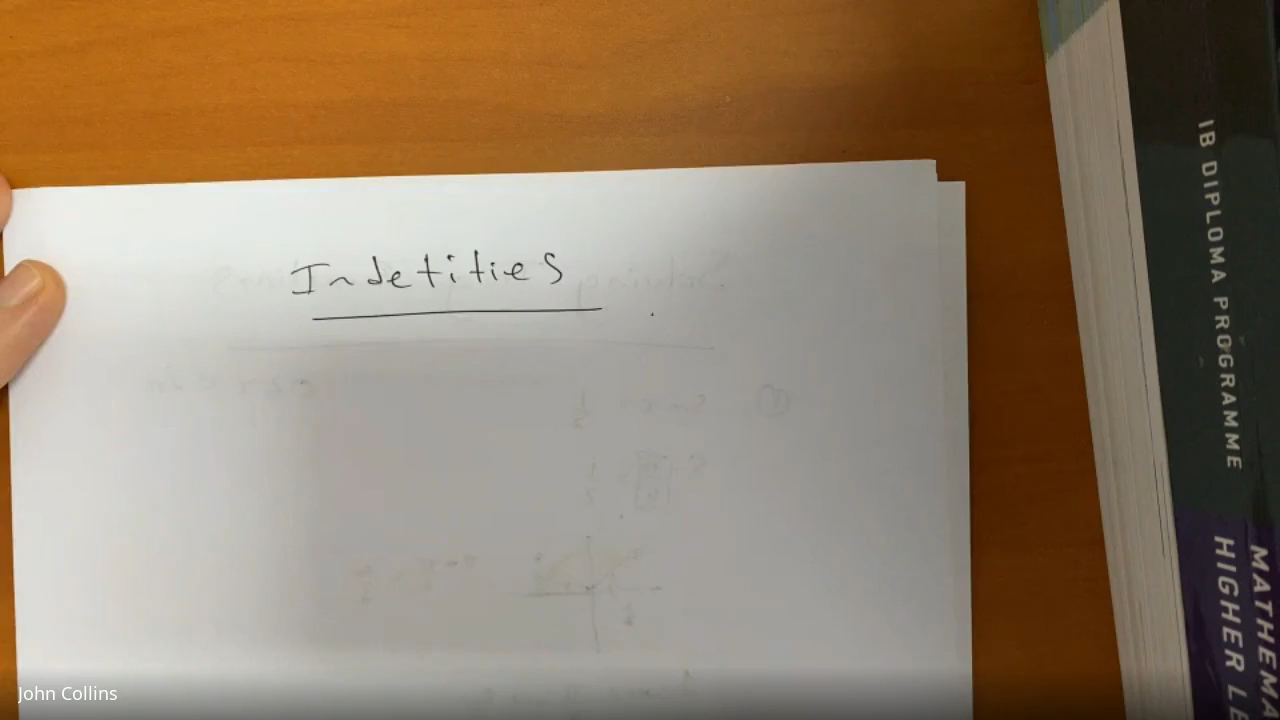 Indetities
IB DIPLOMA PROGRAMME
MATHEMA
HIGHER LE
John Collins